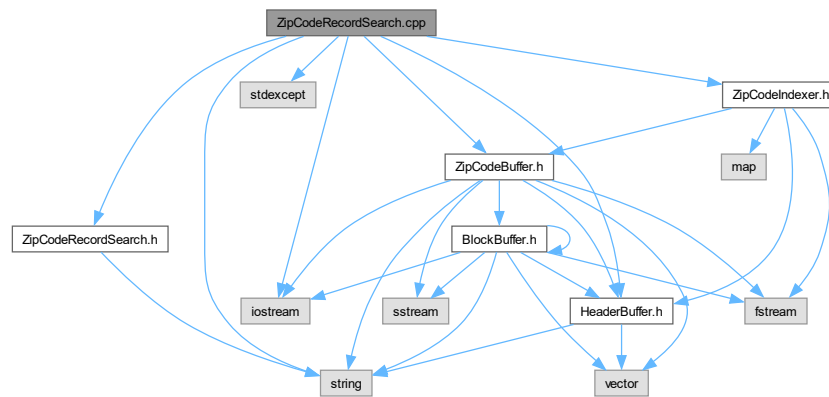 ZipCodeRecordSearch.cpp
stdexcept
ZipCodeIndexer.h
ZipCodeBuffer.h
map
ZipCodeRecordSearch.h
BlockBuffer.h
iostream
sstream
HeaderBuffer.h
fstream
string
vector